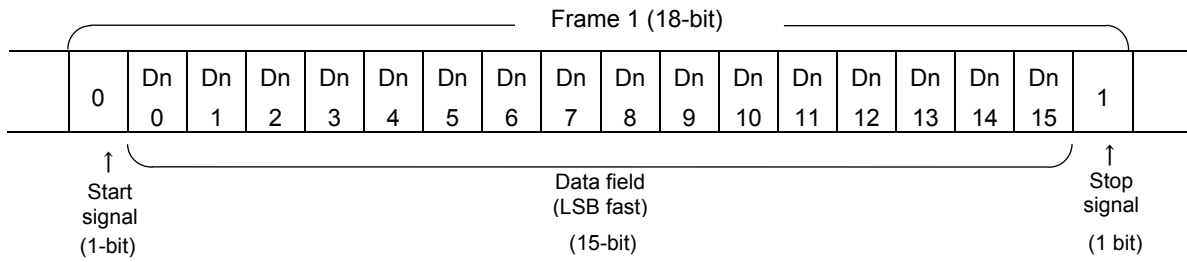 Frame 1 (18-bit)
0 Dn Dn Dn Dn Dn Dn Dn Dn Dn Dn Dn Dn Dn Dn Dn Dn 1
0 1 2 3 4 5 6 7 8 9 10 11 12 13 14 15
↑ ↑
Start Data field Stop
signal (LSB fast) signal
(1-bit) (15-bit) (1 bit)